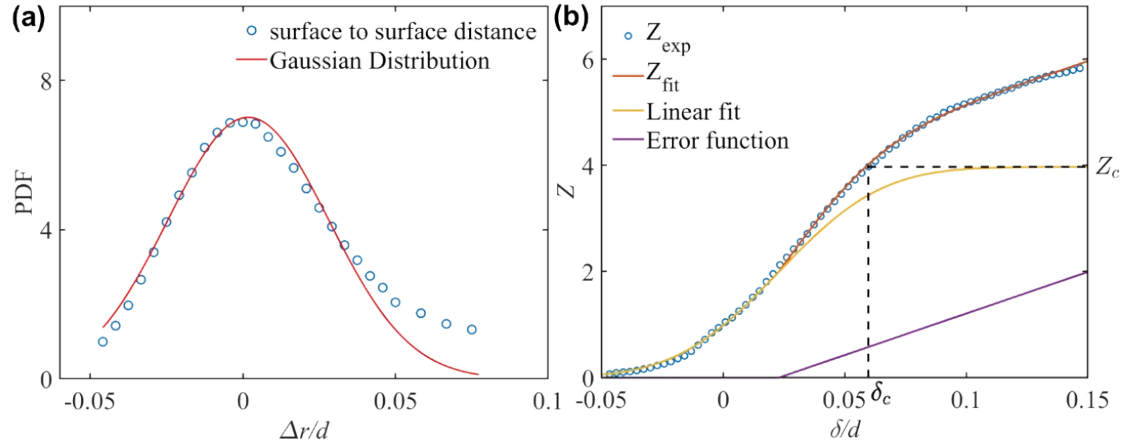 (a)
surface to surface distance
Gaussian Distribution
PDF
8
4
0
-0.05
0
0.05
0.1
Δr/d
(b)
Z_exp
Z_fit
Linear fit
Error function
Z
6
4
2
0
Z_c
-0.05
0
0.05
δ_c
0.1
0.15
δ/d